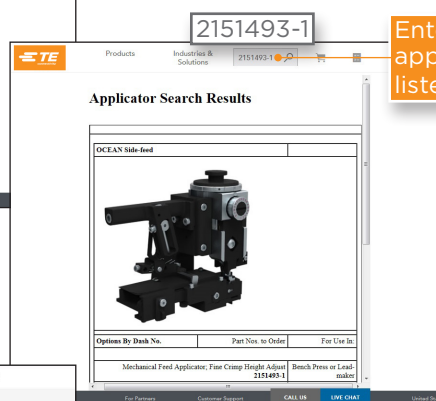 2151493-1
Ent
app
liste
TE
Products
Industries &
Solutions
2151493-1
Applicator Search Results
OCEAN Side-feed
Options By Dash No.
Part Nos. to Order
For Use In:
Mechanical Feed Applicator; Fine Crimp Height Adjust
2151493-1
Bench Press or Lead-
maker
For Partners
Customer Support
CALL US
LIVE CHAT
United Sta